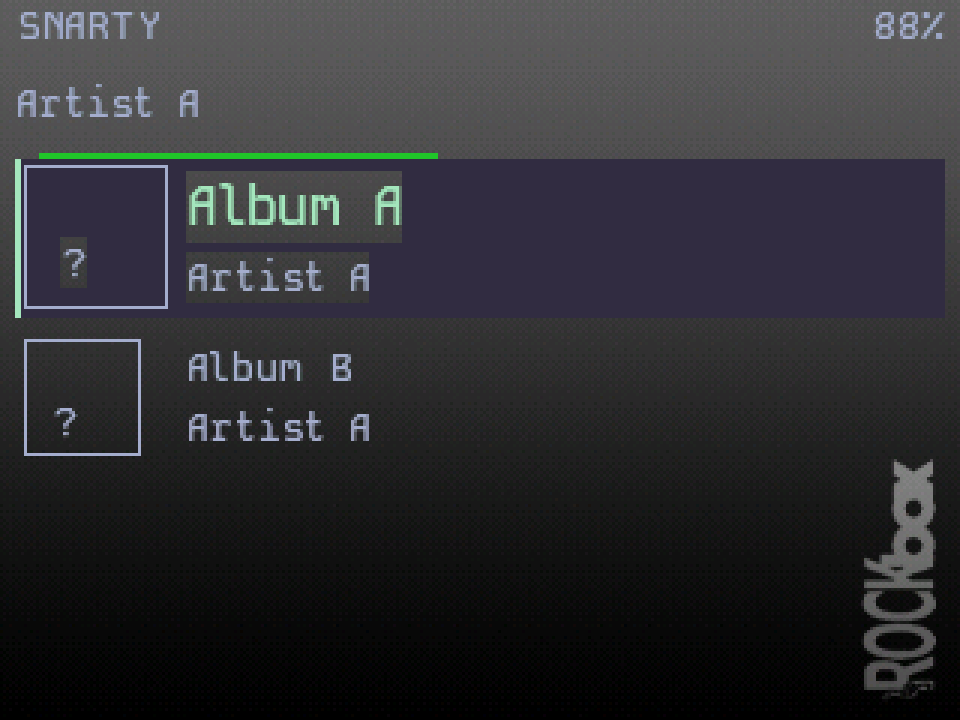 SNARTY 88%
Artist A
Album A
?
Artist A
Album B
?
Artist A
ROCKbox